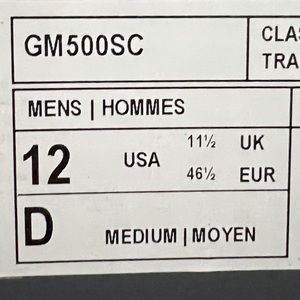 GM500SC
CLAS
TRA
MENS | HOMMES
12 USA 11½ UK
46½ EUR
D MEDIUM | MOYEN